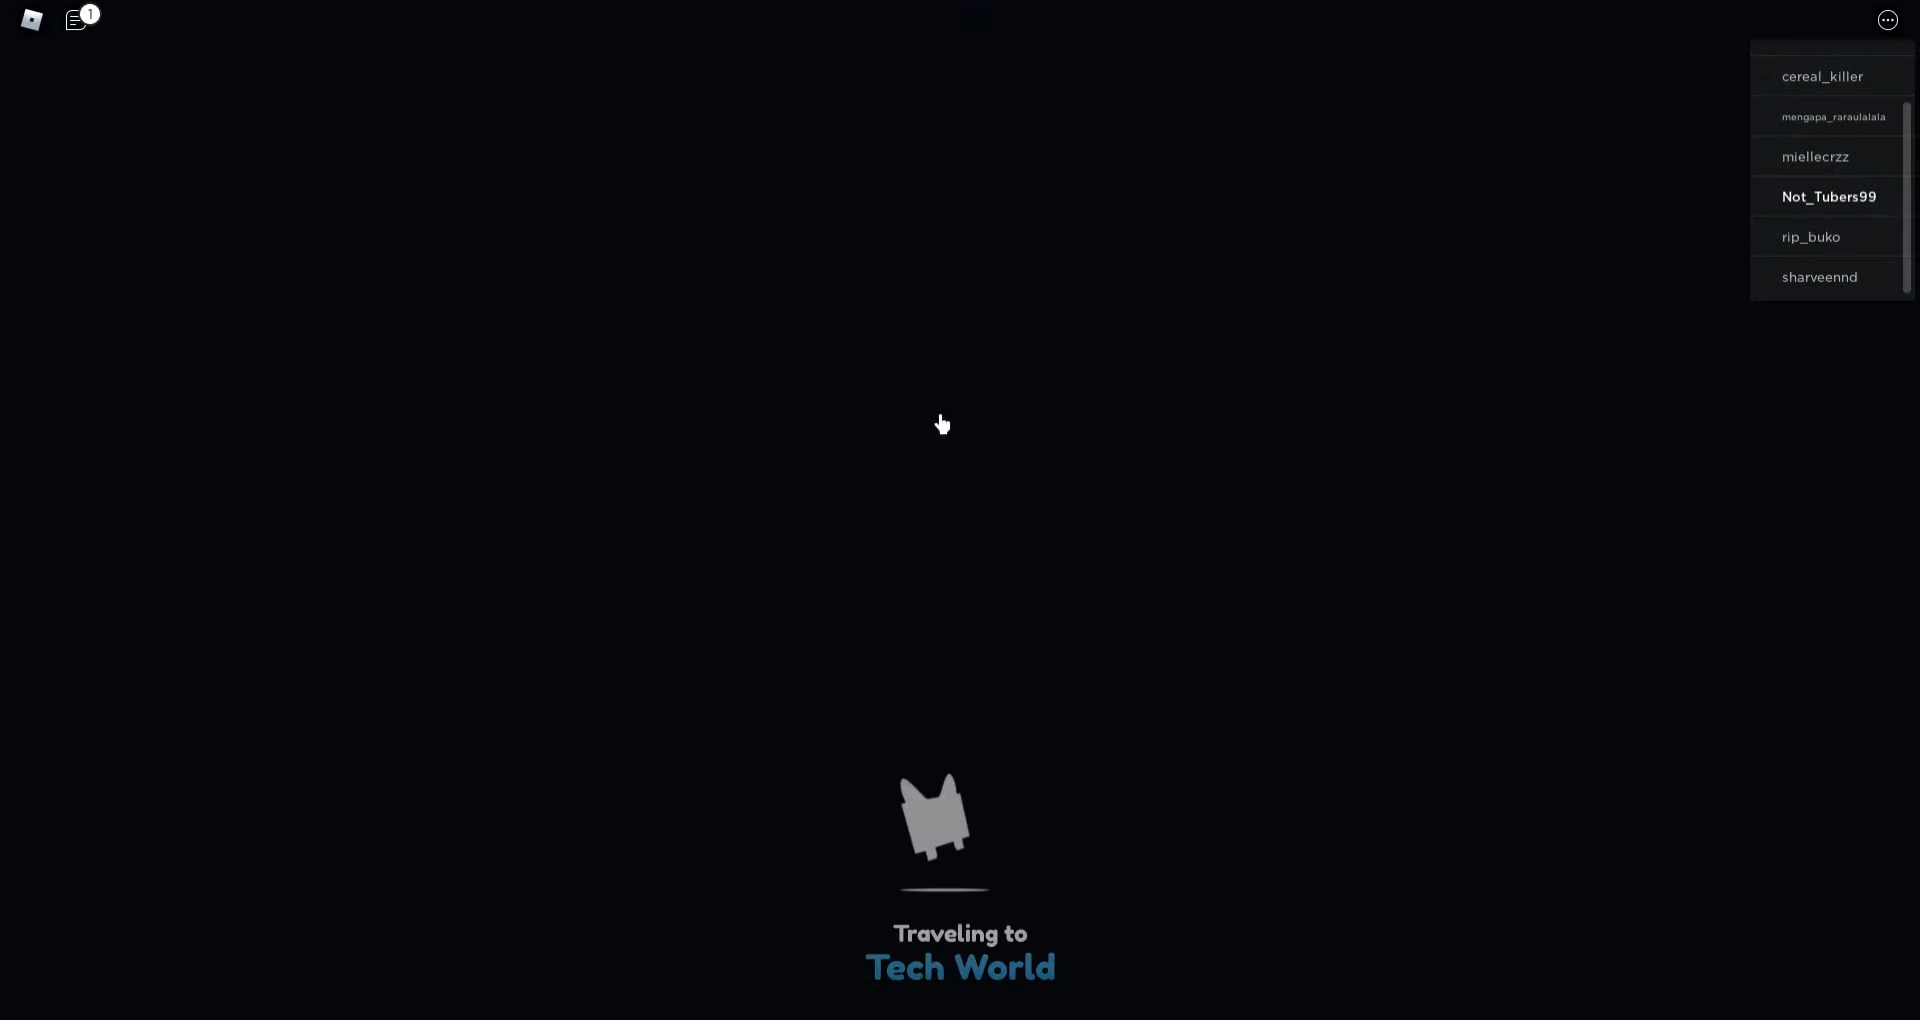 1
cereal_killer
mengapa_raraulalala
miellecrzz
Not_Tubers99
rip_buko
sharveennd
Traveling to
Tech World